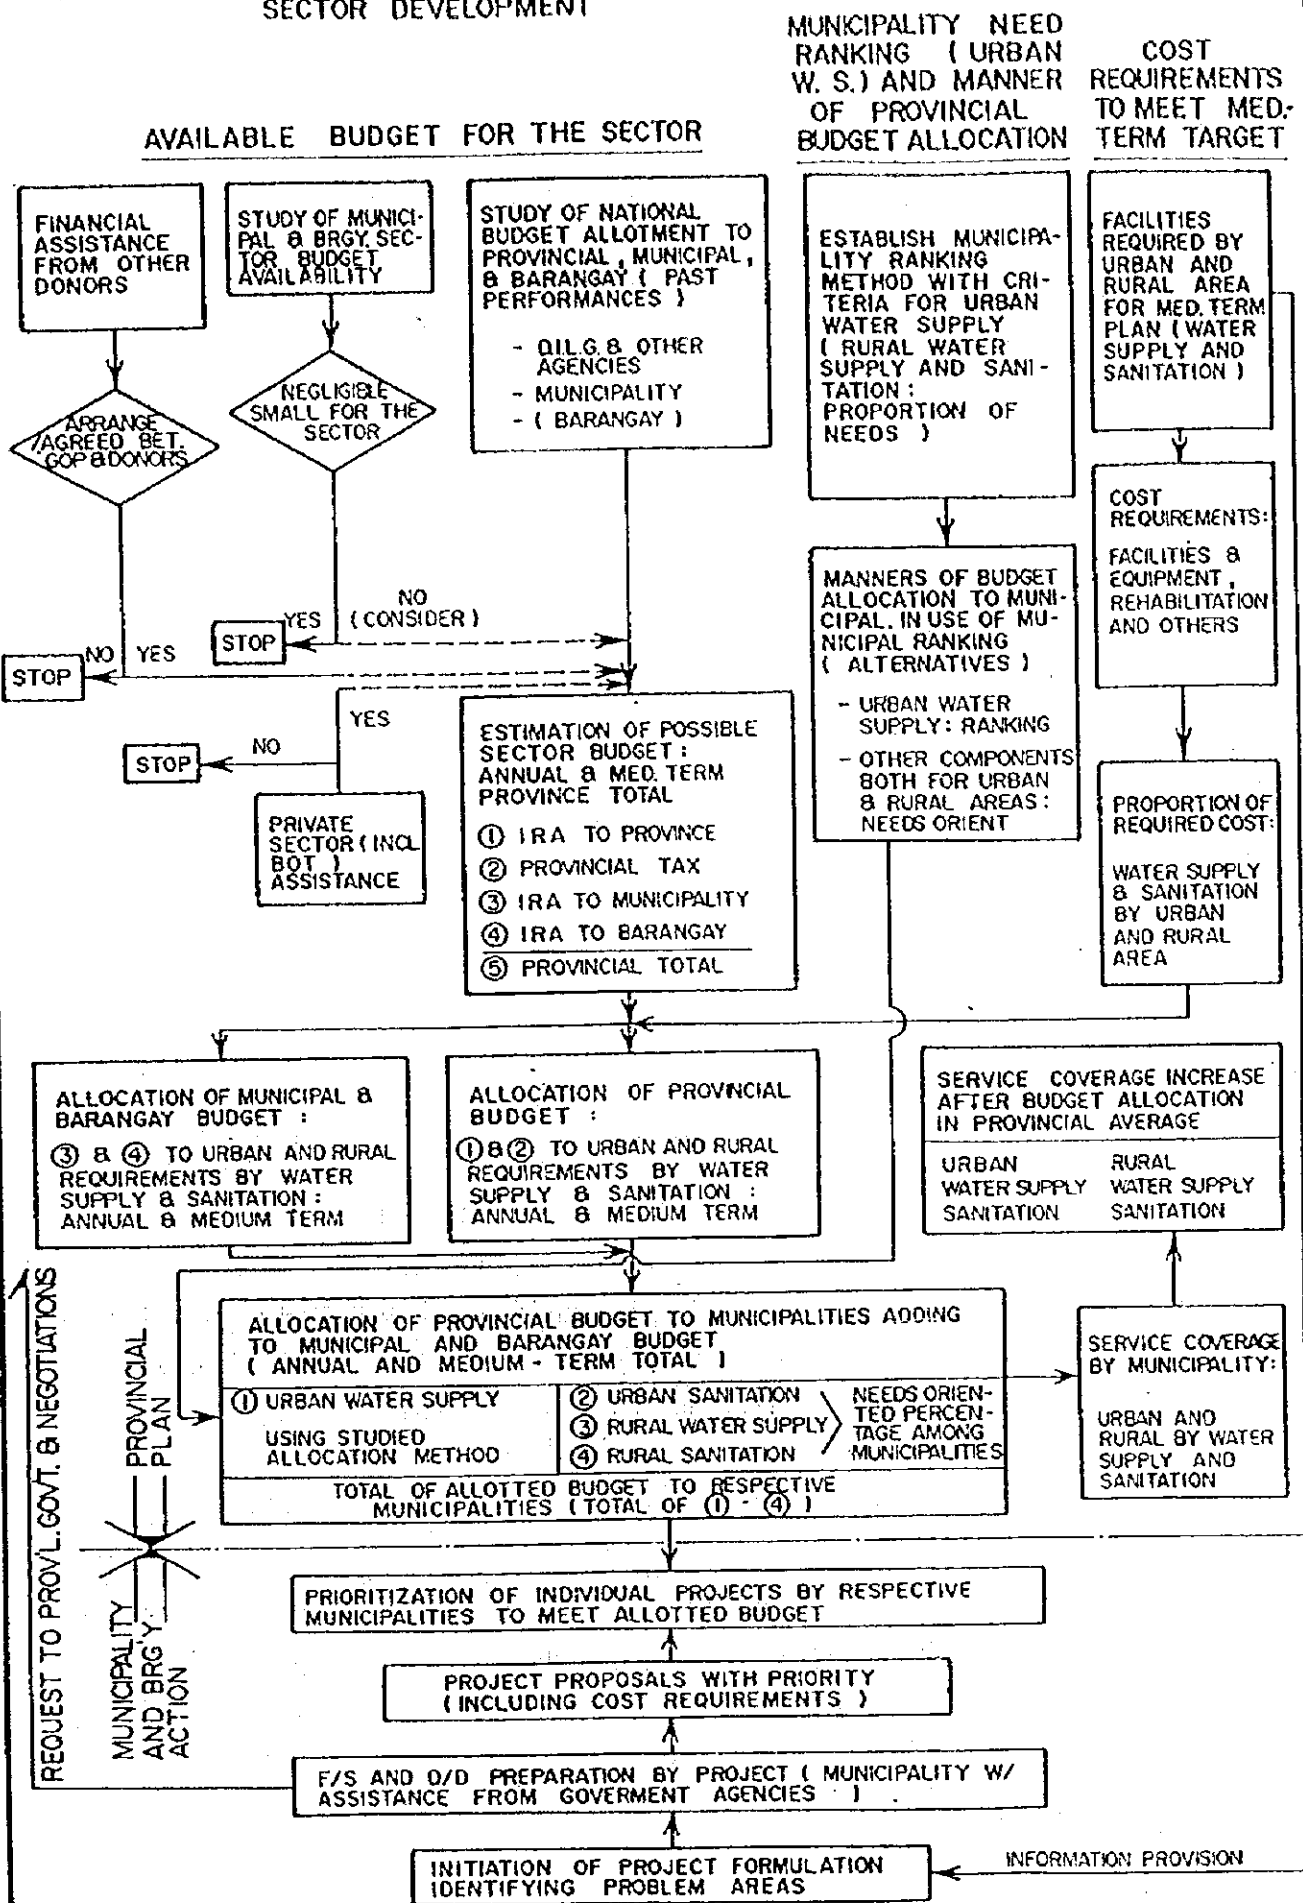 SECTOR DEVELOPMENT
AVAILABLE BUDGET FOR THE SECTOR
MUNICIPALITY NEED
RANKING ( URBAN
W. S. ) AND MANNER
OF PROVINCIAL
BUDGET ALLOCATION
COST
REQUIREMENTS
TO MEET MED.-
TERM TARGET
FINANCIAL
ASSISTANCE
FROM OTHER
DONORS
STUDY OF MUNICI-
PAL & BRGY. SEC-
TOR BUDGET
AVAILABILITY
STUDY OF NATIONAL
BUDGET ALLOTMENT TO
PROVINCIAL, MUNICIPAL,
& BARANGAY ( PAST
PERFORMANCES )
- D.I.L.G. & OTHER
AGENCIES
- MUNICIPALITY
- ( BARANGAY )
ESTABLISH MUNICIPA-
LITY RANKING
METHOD WITH CRI-
TERIA FOR URBAN
WATER SUPPLY
( RURAL WATER
SUPPLY AND SANI-
TATION :
PROPORTION OF
NEEDS )
FACILITIES
REQUIRED BY
URBAN AND
RURAL AREA
FOR MED. TERM
PLAN ( WATER
SUPPLY AND
SANITATION )
ARRANGE
/AGREED BET.
GOP & DONORS
NEGLIGIBLE
SMALL FOR THE
SECTOR
COST
REQUIREMENTS:
FACILITIES &
EQUIPMENT,
REHABILITATION
AND OTHERS
MANNERS OF BUDGET
ALLOCATION TO MUNI-
CIPAL. IN USE OF MU-
NICIPAL RANKING
( ALTERNATIVES )
- URBAN WATER
SUPPLY: RANKING
- OTHER COMPONENTS
BOTH FOR URBAN
& RURAL AREAS :
NEEDS ORIENT
STOP
YES
NO
( CONSIDER )
STOP
NO
YES
YES
STOP
NO
PRIVATE
SECTOR ( INCL
BOT )
ASSISTANCE
ESTIMATION OF POSSIBLE
SECTOR BUDGET :
ANNUAL & MED. TERM
PROVINCE TOTAL
① IRA TO PROVINCE
② PROVINCIAL TAX
③ IRA TO MUNICIPALITY
④ IRA TO BARANGAY
⑤ PROVINCIAL TOTAL
PROPORTION OF
REQUIRED COST:
WATER SUPPLY
& SANITATION
BY URBAN
AND RURAL
AREA
ALLOCATION OF MUNICIPAL &
BARANGAY BUDGET :
③ & ④ TO URBAN AND RURAL
REQUIREMENTS BY WATER
SUPPLY & SANITATION :
ANNUAL & MEDIUM TERM
ALLOCATION OF PROVINCIAL
BUDGET :
① & ② TO URBAN AND RURAL
REQUIREMENTS BY WATER
SUPPLY & SANITATION :
ANNUAL & MEDIUM TERM
SERVICE COVERAGE INCREASE
AFTER BUDGET ALLOCATION
IN PROVINCIAL AVERAGE
URBAN RURAL
WATER SUPPLY WATER SUPPLY
SANITATION SANITATION
REQUEST TO PROV'L. GOV'T. & NEGOTIATIONS
PROVINCIAL
PLAN
ALLOCATION OF PROVINCIAL BUDGET TO MUNICIPALITIES ADDING
TO MUNICIPAL AND BARANGAY BUDGET
( ANNUAL AND MEDIUM - TERM TOTAL )
① URBAN WATER SUPPLY
USING STUDIED
ALLOCATION METHOD
② URBAN SANITATION
③ RURAL WATER SUPPLY
④ RURAL SANITATION
NEEDS ORIEN-
TED PERCEN-
TAGE AMONG
MUNICIPALITIES
TOTAL OF ALLOTTED BUDGET TO RESPECTIVE
MUNICIPALITIES ( TOTAL OF ① - ④ )
SERVICE COVERAGE
BY MUNICIPALITY:
URBAN AND
RURAL BY WATER
SUPPLY AND
SANITATION
MUNICIPALITY
AND BRG'Y
ACTION
PRIORITIZATION OF INDIVIDUAL PROJECTS BY RESPECTIVE
MUNICIPALITIES TO MEET ALLOTTED BUDGET
PROJECT PROPOSALS WITH PRIORITY
( INCLUDING COST REQUIREMENTS )
F/S AND D/D PREPARATION BY PROJECT ( MUNICIPALITY W/
ASSISTANCE FROM GOVERMENT AGENCIES ) .
INITIATION OF PROJECT FORMULATION
IDENTIFYING PROBLEM AREAS
INFORMATION PROVISION